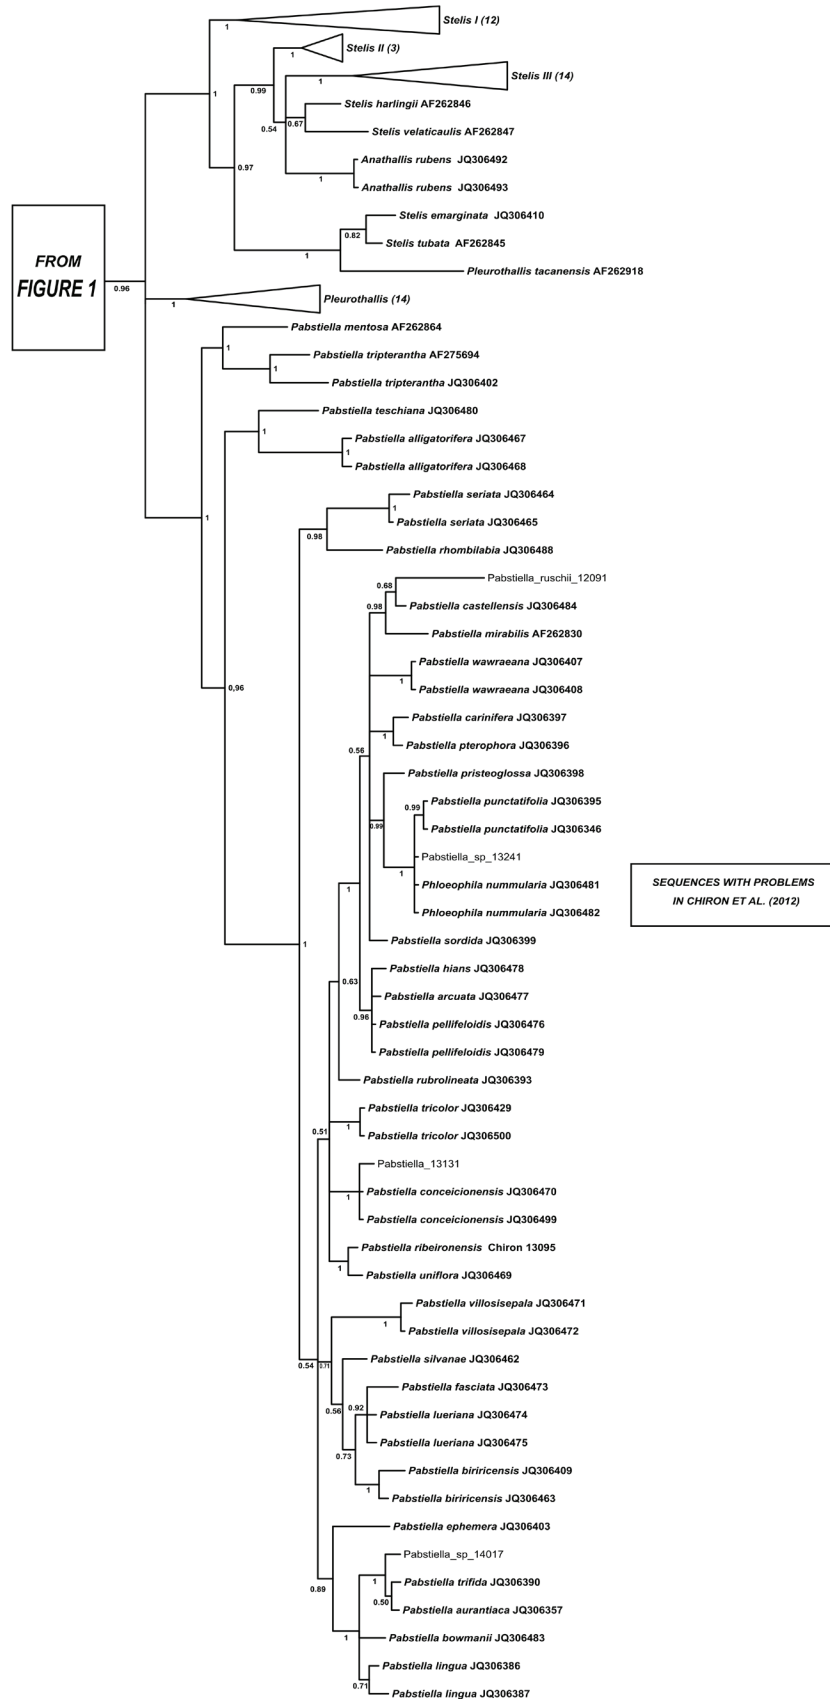 Stelis I (12)
1
Stelis II (3)
1
Stelis III (14)
1
0.99
Stelis harlingii AF262846
1
0.54
0.67
Stelis velaticaulis AF262847
Anathallis rubens JQ306492
0.97
1
Anathallis rubens JQ306493
Stelis emarginata JQ306410
0.82
Stelis tubata AF262845
1
FROM
Pleurothallis tacanensis AF262918
FIGURE 1
0.96
Pleurothallis (14)
1
Pabstiella mentosa AF262864
1
Pabstiella tripterantha AF275694
1
Pabstiella tripterantha JQ306402
Pabstiella teschiana JQ306480
1
Pabstiella alligatorifera JQ306467
1
Pabstiella alligatorifera JQ306468
Pabstiella seriata JQ306464
1
1
Pabstiella seriata JQ306465
0.98
Pabstiella rhombilabia JQ306488
Pabstiella_ruschii_12091
0.68
0.98
Pabstiella castellensis JQ306484
Pabstiella mirabilis AF262830
Pabstiella wawraeana JQ306407
1
0,96
Pabstiella wawraeana JQ306408
Pabstiella carinifera JQ306397
1
Pabstiella pterophora JQ306396
0.56
Pabstiella pristeoglossa JQ306398
Pabstiella punctatifolia JQ306395
0.99
0.99
Pabstiella punctatifolia JQ306346
Pabstiella_sp_13241
1
SEQUENCES WITH PROBLEMS
IN CHIRON ET AL. (2012)
Phloeophila nummularia JQ306481
1
Phloeophila nummularia JQ306482
Pabstiella sordida JQ306399
1
Pabstiella hians JQ306478
0.63
Pabstiella arcuata JQ306477
0.96
Pabstiella pellifeloidis JQ306476
Pabstiella pellifeloidis JQ306479
Pabstiella rubrolineata JQ306393
Pabstiella tricolor JQ306429
1
0.51
Pabstiella tricolor JQ306500
Pabstiella_13131
Pabstiella conceicionensis JQ306470
1
Pabstiella conceicionensis JQ306499
Pabstiella ribeironensis Chiron 13095
1
Pabstiella uniflora JQ306469
Pabstiella villosisepala JQ306471
1
Pabstiella villosisepala JQ306472
0.54
0.71
Pabstiella silvanae JQ306462
Pabstiella fasciata JQ306473
0.56
0.92
Pabstiella lueriana JQ306474
Pabstiella lueriana JQ306475
0.73
Pabstiella biriricensis JQ306409
1
Pabstiella biriricensis JQ306463
Pabstiella ephemera JQ306403
Pabstiella_sp_14017
0.89
1
Pabstiella trifida JQ306390
0.50
Pabstiella aurantiaca JQ306357
1
Pabstiella bowmanii JQ306483
Pabstiella lingua JQ306386
0.71
Pabstiella lingua JQ306387